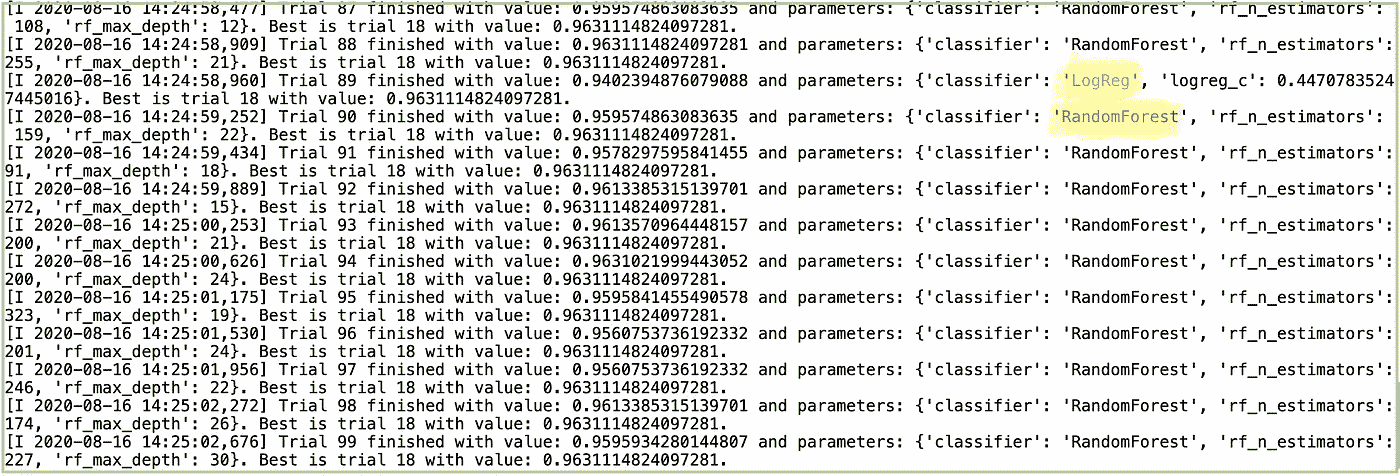 [I 2020-08-16 14:24:58,477] Trial 87 finished with value: 0.959574863083635 and parameters: {'classifier': 'RandomForest', 'rf_n_estimators':
108, 'rf_max_depth': 12}. Best is trial 18 with value: 0.9631114824097281.
[I 2020-08-16 14:24:58,909] Trial 88 finished with value: 0.9631114824097281 and parameters: {'classifier': 'RandomForest', 'rf_n_estimators':
255, 'rf_max_depth': 21}. Best is trial 18 with value: 0.9631114824097281.
[I 2020-08-16 14:24:58,960] Trial 89 finished with value: 0.9402394876079088 and parameters: {'classifier': 'LogReg', 'logreg_c': 0.4470783524
7445016}. Best is trial 18 with value: 0.9631114824097281.
[I 2020-08-16 14:24:59,252] Trial 90 finished with value: 0.959574863083635 and parameters: {'classifier': 'RandomForest', 'rf_n_estimators':
159, 'rf_max_depth': 22}. Best is trial 18 with value: 0.9631114824097281.
[I 2020-08-16 14:24:59,434] Trial 91 finished with value: 0.9578297595841455 and parameters: {'classifier': 'RandomForest', 'rf_n_estimators':
91, 'rf_max_depth': 18}. Best is trial 18 with value: 0.9631114824097281.
[I 2020-08-16 14:24:59,889] Trial 92 finished with value: 0.9613385315139701 and parameters: {'classifier': 'RandomForest', 'rf_n_estimators':
272, 'rf_max_depth': 15}. Best is trial 18 with value: 0.9631114824097281.
[I 2020-08-16 14:25:00,253] Trial 93 finished with value: 0.9613570964448157 and parameters: {'classifier': 'RandomForest', 'rf_n_estimators':
200, 'rf_max_depth': 21}. Best is trial 18 with value: 0.9631114824097281.
[I 2020-08-16 14:25:00,626] Trial 94 finished with value: 0.9631021999443052 and parameters: {'classifier': 'RandomForest', 'rf_n_estimators':
200, 'rf_max_depth': 24}. Best is trial 18 with value: 0.9631114824097281.
[I 2020-08-16 14:25:01,175] Trial 95 finished with value: 0.9595841455490578 and parameters: {'classifier': 'RandomForest', 'rf_n_estimators':
323, 'rf_max_depth': 19}. Best is trial 18 with value: 0.9631114824097281.
[I 2020-08-16 14:25:01,530] Trial 96 finished with value: 0.9560753736192332 and parameters: {'classifier': 'RandomForest', 'rf_n_estimators':
201, 'rf_max_depth': 24}. Best is trial 18 with value: 0.9631114824097281.
[I 2020-08-16 14:25:01,956] Trial 97 finished with value: 0.9560753736192332 and parameters: {'classifier': 'RandomForest', 'rf_n_estimators':
246, 'rf_max_depth': 22}. Best is trial 18 with value: 0.9631114824097281.
[I 2020-08-16 14:25:02,272] Trial 98 finished with value: 0.9613385315139701 and parameters: {'classifier': 'RandomForest', 'rf_n_estimators':
174, 'rf_max_depth': 26}. Best is trial 18 with value: 0.9631114824097281.
[I 2020-08-16 14:25:02,676] Trial 99 finished with value: 0.9595934280144807 and parameters: {'classifier': 'RandomForest', 'rf_n_estimators':
227, 'rf_max_depth': 30}. Best is trial 18 with value: 0.9631114824097281.